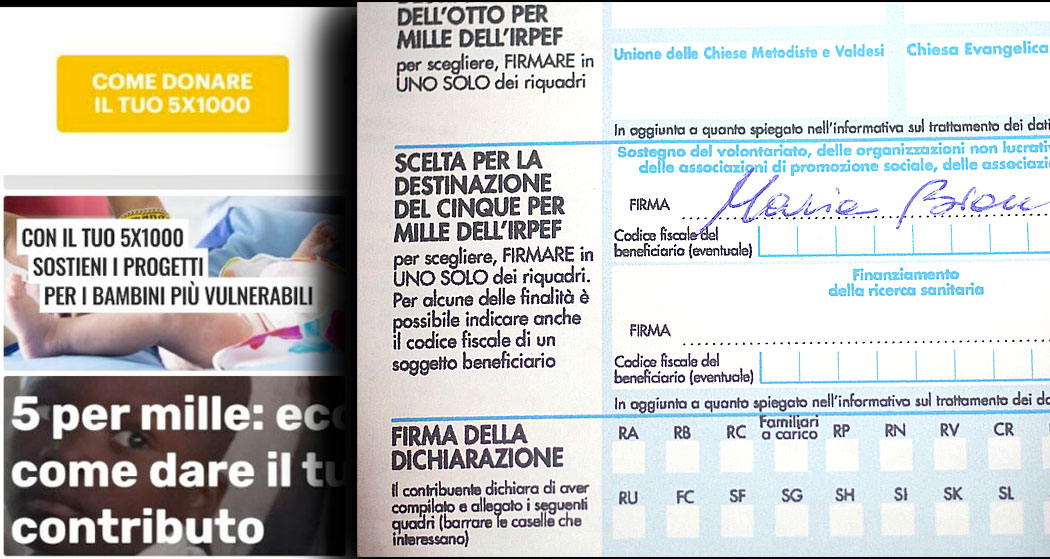 COME DONARE
IL TUO 5X1000
CON IL TUO 5X1000
SOSTIENI I PROGETTI
PER I BAMBINI PIÙ VULNERABILI
5 per mille: ecc
come dare il tu
contributo
DELL'OTTO PER
MILLE DELL'IRPEF
per scegliere, FIRMARE in
UNO SOLO dei riquadri
Unione delle Chiese Metodiste e Valdesi
Chiesa Evangelica
In aggiunta a quanto spiegato nell'informativa sul trattamento dei dati
SCELTA PER LA
DESTINAZIONE
DEL CINQUE PER
MILLE DELL'IRPEF
per scegliere, FIRMARE in
UNO SOLO dei riquadri.
Per alcune delle finalità è
possibile indicare anche
il codice fiscale di un
soggetto beneficiario
Sostegno del volontariato, delle organizzazioni non lucrativ
delle associazioni di promozione sociale, delle associazi
FIRMA Maria Bian
Codice fiscale del
beneficiario (eventuale)
Finanziamento
della ricerca sanitaria
FIRMA
Codice fiscale del
beneficiario (eventuale)
In aggiunta a quanto spiegato nell'informativa sul trattamento dei da
FIRMA DELLA
DICHIARAZIONE
Il contribuente dichiara di aver
compilato e allegato i seguenti
quadri (barrare le caselle che
interessano)
RA RB RC Familiari a carico RP RN RV CR
RU FC SF SG SH SI SK SL